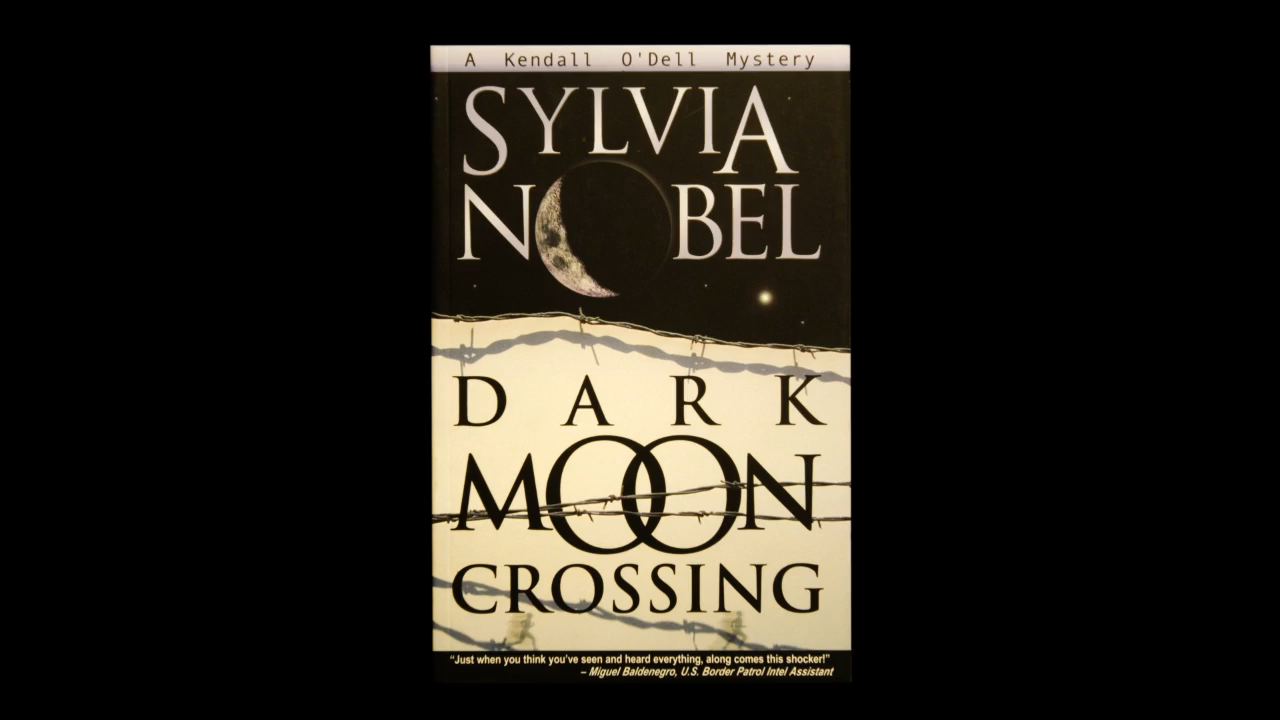 A Kendall O'Dell Mystery
SYLVIA
NOBEL
DARK
MOON
CROSSING
“Just when you think you’ve seen and heard everything, along comes this shocker!”
– Miguel Baldenegro, U.S. Border Patrol Intel Assistant